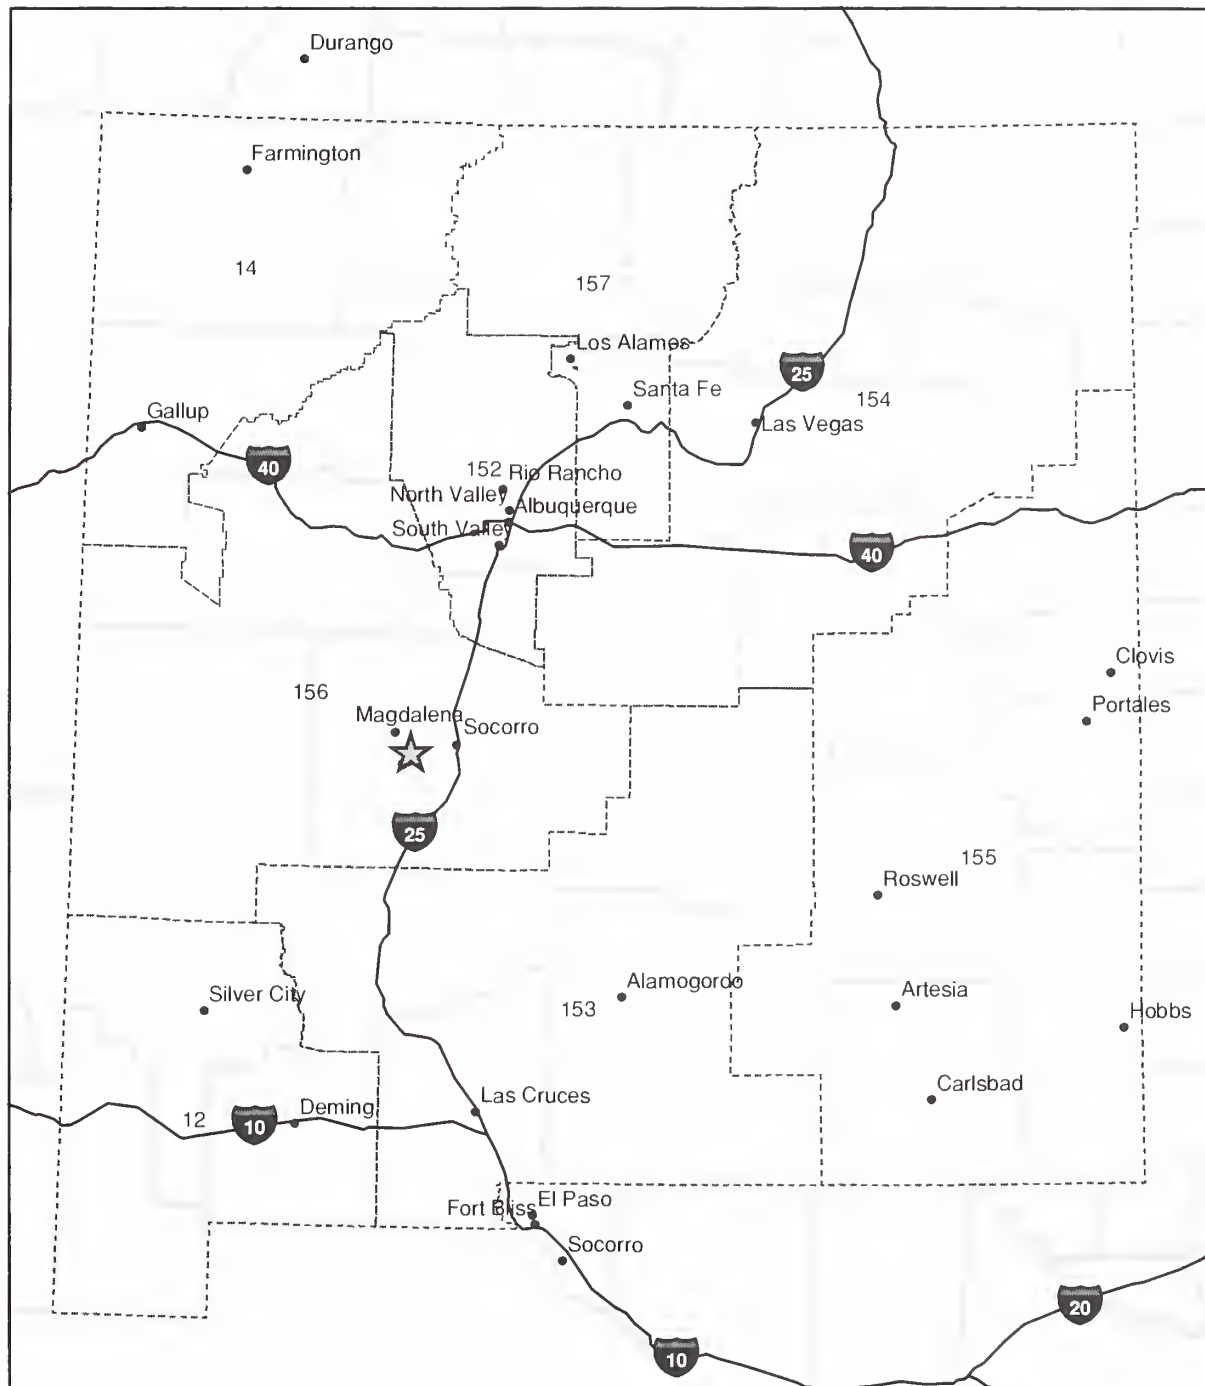 Durango
Farmington
14
157
Los Alamos
25
Santa Fe
154
Gallup
Las Vegas
40
152
Rio Rancho
North Valley
Albuquerque
South Valley
40
Clovis
156
Portales
Magdalena
Socorro
25
155
Roswell
Alamogordo
Silver City
153
Artesia
Hobbs
Carlsbad
Las Cruces
12
10
Deming
El Paso
Fort Bliss
Socorro
20
10